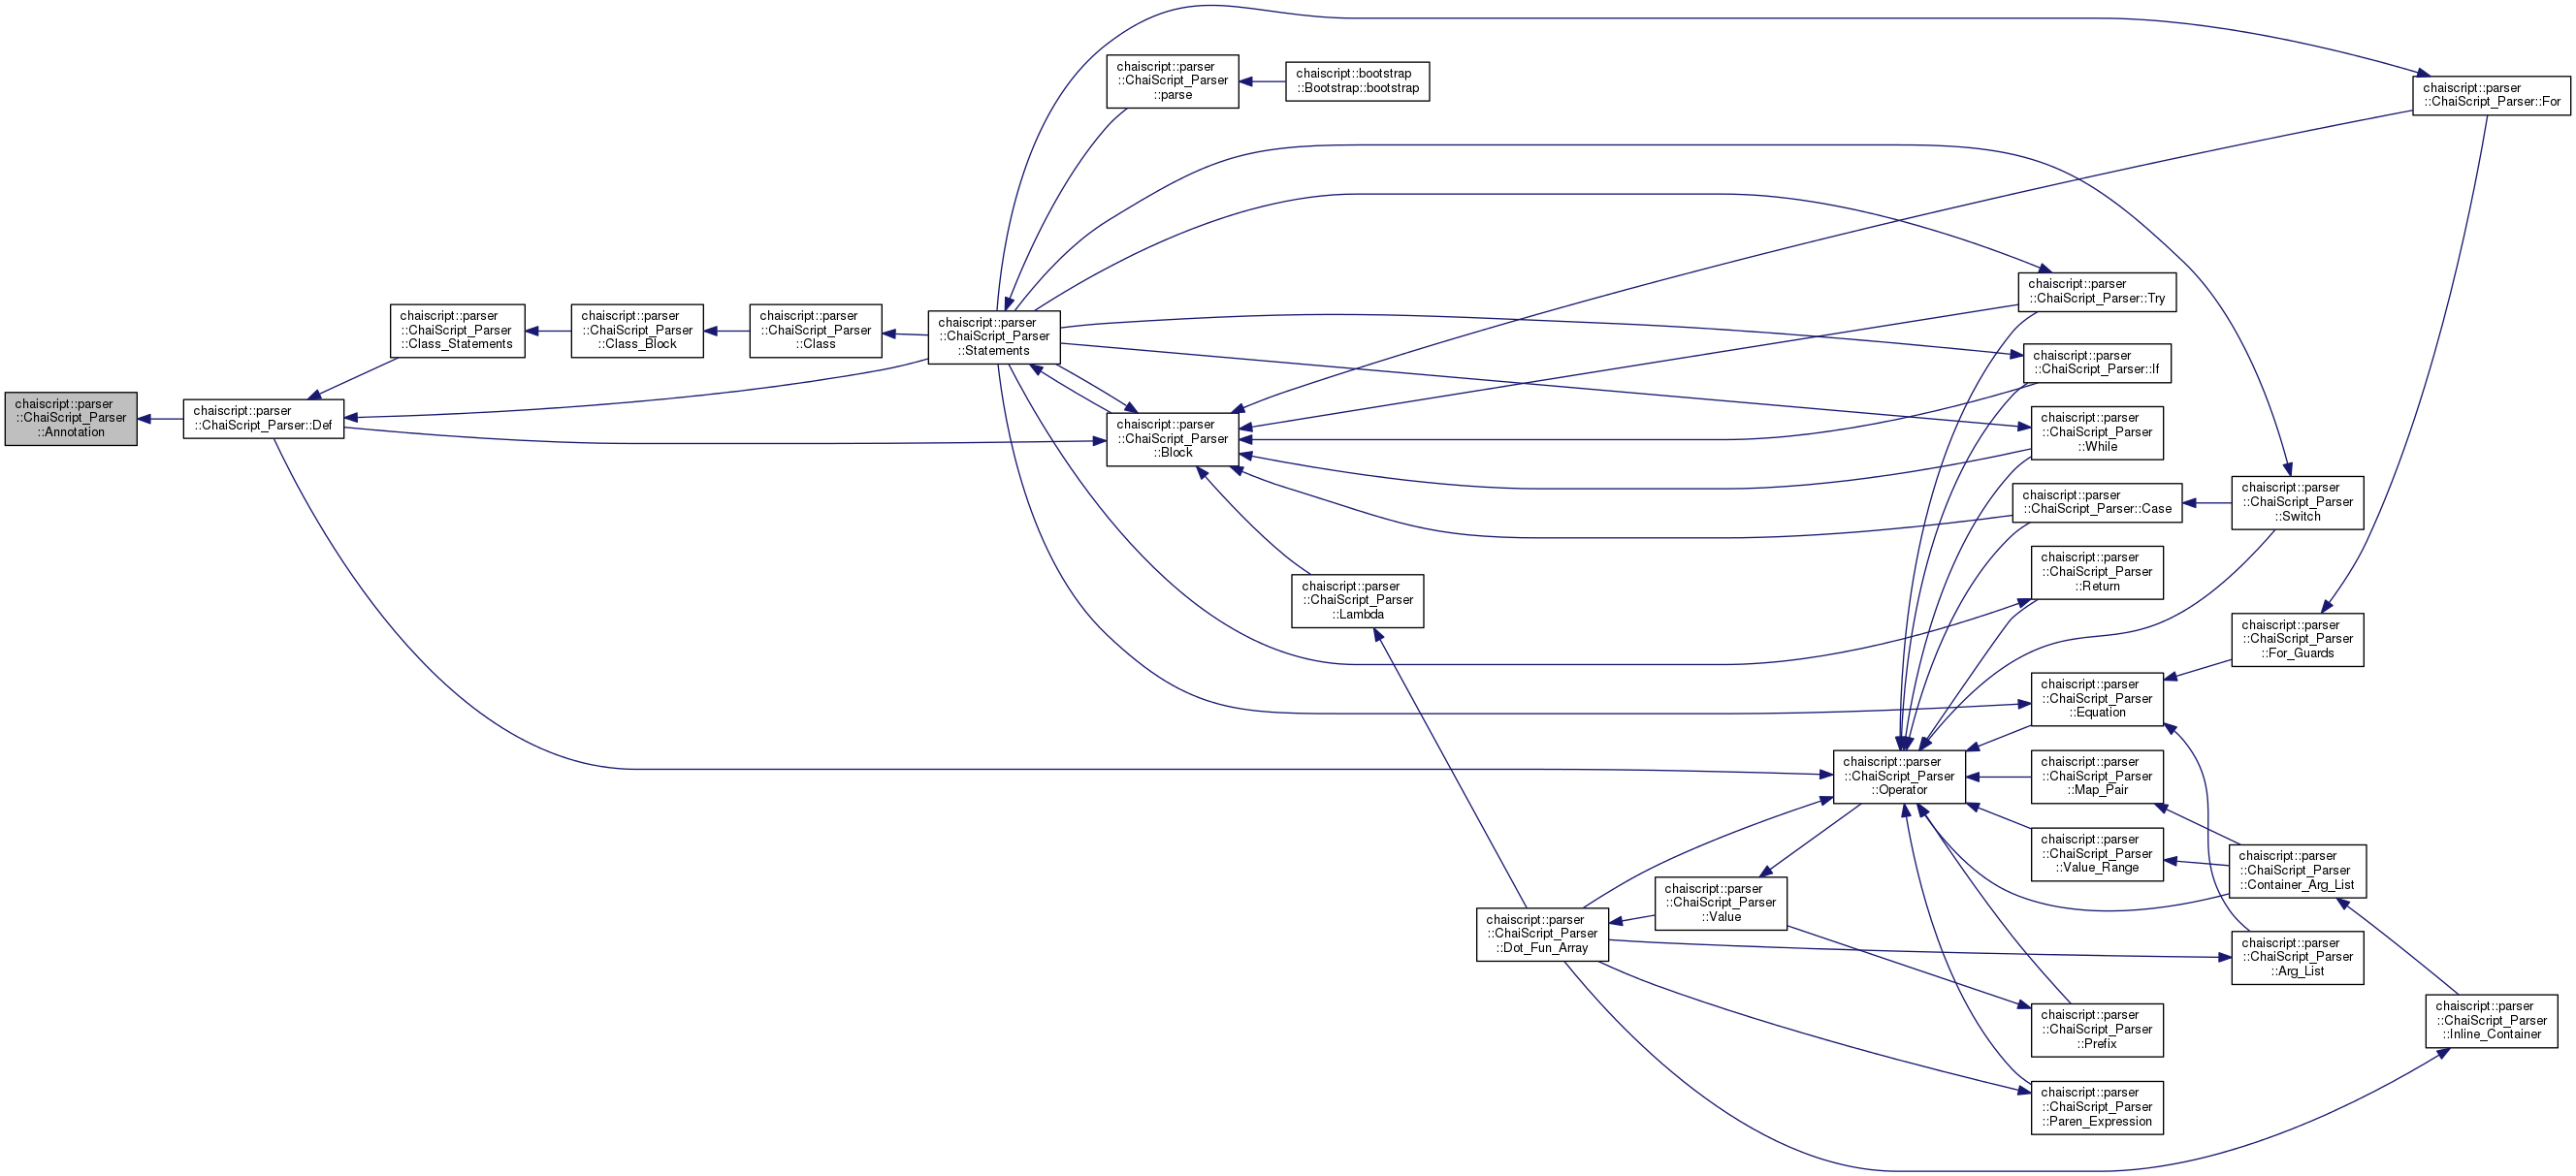 chaiscript::parser
::ChaiScript_Parser
::Annotation
chaiscript::parser
::ChaiScript_Parser::Def
chaiscript::parser
::ChaiScript_Parser
::Class_Statements
chaiscript::parser
::ChaiScript_Parser
::Class_Block
chaiscript::parser
::ChaiScript_Parser
::Class
chaiscript::parser
::ChaiScript_Parser
::Statements
chaiscript::parser
::ChaiScript_Parser
::parse
chaiscript::bootstrap
::Bootstrap::bootstrap
chaiscript::parser
::ChaiScript_Parser
::Block
chaiscript::parser
::ChaiScript_Parser
::Lambda
chaiscript::parser
::ChaiScript_Parser
::Dot_Fun_Array
chaiscript::parser
::ChaiScript_Parser
::Value
chaiscript::parser
::ChaiScript_Parser
::Operator
chaiscript::parser
::ChaiScript_Parser::For
chaiscript::parser
::ChaiScript_Parser::Try
chaiscript::parser
::ChaiScript_Parser::If
chaiscript::parser
::ChaiScript_Parser
::While
chaiscript::parser
::ChaiScript_Parser::Case
chaiscript::parser
::ChaiScript_Parser
::Switch
chaiscript::parser
::ChaiScript_Parser
::Return
chaiscript::parser
::ChaiScript_Parser
::For_Guards
chaiscript::parser
::ChaiScript_Parser
::Equation
chaiscript::parser
::ChaiScript_Parser
::Map_Pair
chaiscript::parser
::ChaiScript_Parser
::Value_Range
chaiscript::parser
::ChaiScript_Parser
::Container_Arg_List
chaiscript::parser
::ChaiScript_Parser
::Arg_List
chaiscript::parser
::ChaiScript_Parser
::Inline_Container
chaiscript::parser
::ChaiScript_Parser
::Prefix
chaiscript::parser
::ChaiScript_Parser
::Paren_Expression